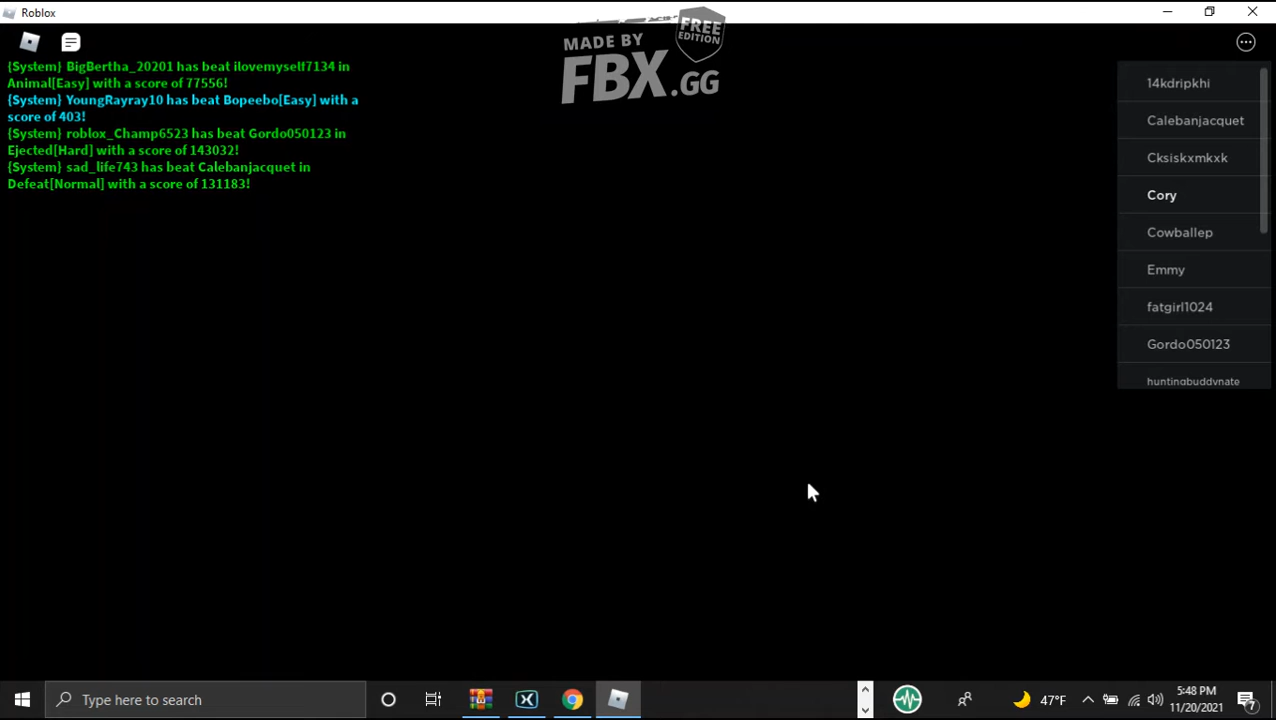 Roblox
MADE BY
FREE
EDITION
FBX.GG
{System} BigBertha_20201 has beat ilovemyself7134 in
Animal[Easy] with a score of 77556!
{System} YoungRayray10 has beat Bopeebo[Easy] with a
score of 403!
{System} roblox_Champ6523 has beat Gordo050123 in
Ejected[Hard] with a score of 143032!
{System} sad_life743 has beat Calebanjacquet in
Defeat[Normal] with a score of 131183!
14kdripkhi
Calebanjacquet
Cksiskxmkxk
Cory
Cowballep
Emmy
fatgirl1024
Gordo050123
huntingbuddynate
Type here to search
47°F
5:48 PM
11/20/2021
7